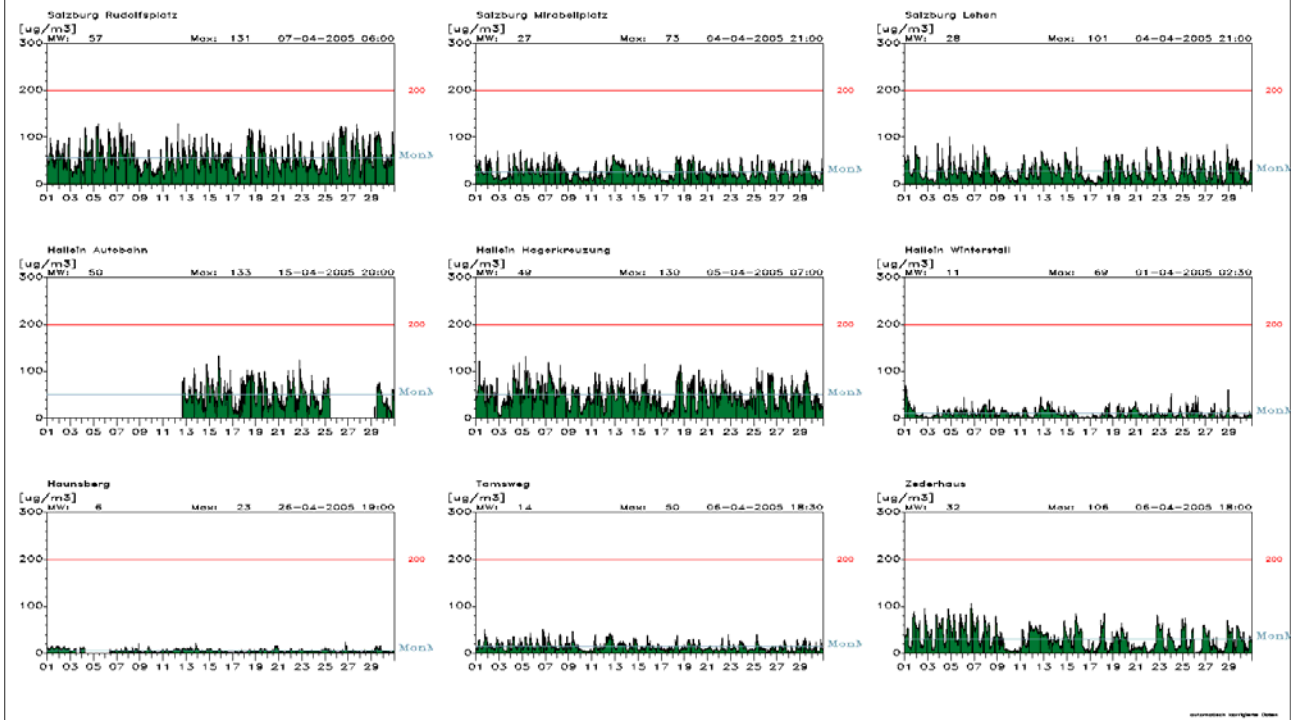 Salzburg Rudolfsplatz
[ug/m3]
MW: 57 Max: 131 07-04-2005 06:00
300
200 200
100
MonM
0
01 03 05 07 09 11 13 15 17 19 21 23 25 27 29
Salzburg Mirabellplatz
[ug/m3]
MW: 27 Max: 73 04-04-2005 21:00
300
200 200
100
MonM
0
01 03 05 07 09 11 13 15 17 19 21 23 25 27 29
Salzburg Lehen
[ug/m3]
MW: 28 Max: 101 04-04-2005 21:00
300
200 200
100
MonM
0
01 03 05 07 09 11 13 15 17 19 21 23 25 27 29
Hallein Autobahn
[ug/m3]
MW: 50 Max: 133 15-04-2005 20:00
300
200 200
100
MonM
0
01 03 05 07 09 11 13 15 17 19 21 23 25 27 29
Hallein Hagerkreuzung
[ug/m3]
MW: 49 Max: 130 05-04-2005 07:00
300
200 200
100
MonM
0
01 03 05 07 09 11 13 15 17 19 21 23 25 27 29
Hallein Winterstall
[ug/m3]
MW: 11 Max: 69 01-04-2005 02:30
300
200 200
100
MonM
0
01 03 05 07 09 11 13 15 17 19 21 23 25 27 29
Haunsberg
[ug/m3]
MW: 6 Max: 23 26-04-2005 19:00
300
200 200
100
MonM
0
01 03 05 07 09 11 13 15 17 19 21 23 25 27 29
Tamsweg
[ug/m3]
MW: 14 Max: 50 06-04-2005 18:30
300
200 200
100
MonM
0
01 03 05 07 09 11 13 15 17 19 21 23 25 27 29
Zederhaus
[ug/m3]
MW: 32 Max: 106 06-04-2005 18:00
300
200 200
100
MonM
0
01 03 05 07 09 11 13 15 17 19 21 23 25 27 29
automatisch korrigierte Daten